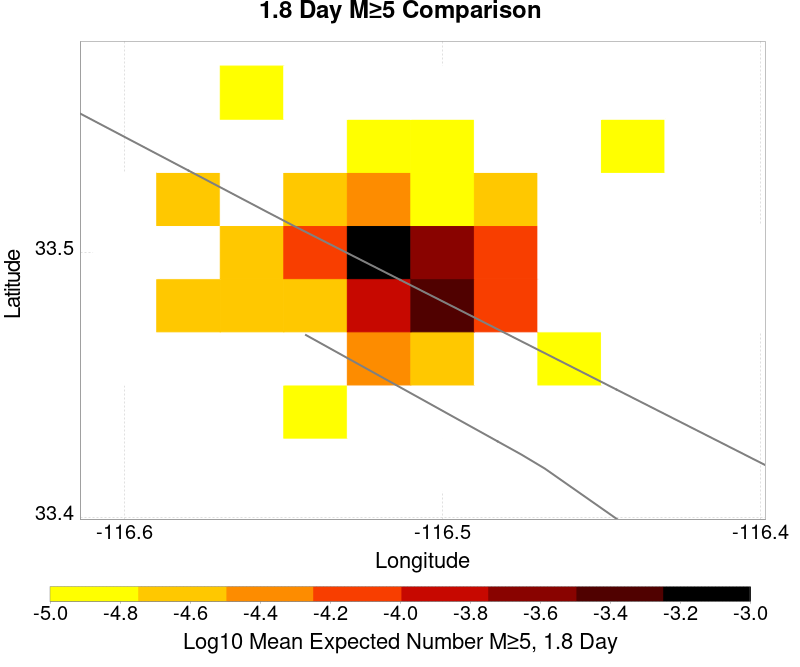 1.8 Day M≥5 Comparison
Latitude
33.5
33.4
-116.6 -116.5 -116.4
Longitude
-5.0 -4.8 -4.6 -4.4 -4.2 -4.0 -3.8 -3.6 -3.4 -3.2 -3.0
Log10 Mean Expected Number M≥5, 1.8 Day